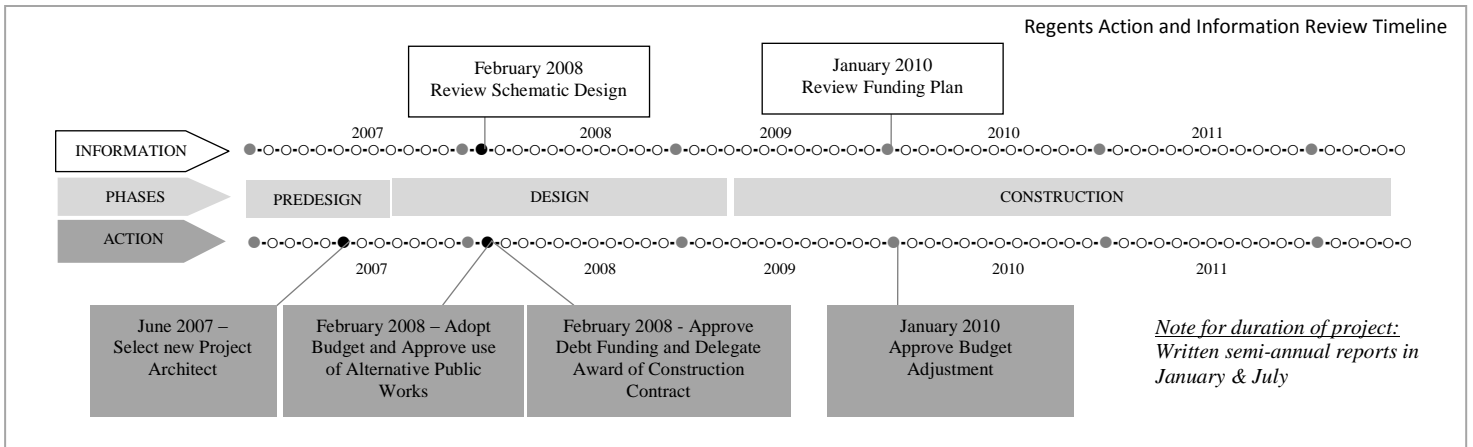 Regents Action and Information Review Timeline
February 2008
Review Schematic Design
January 2010
Review Funding Plan
2007
2008
2009
2010
2011
INFORMATION
PHASES
PREDESIGN
DESIGN
CONSTRUCTION
ACTION
2007
2008
2009
2010
2011
June 2007 –
Select new Project
Architect
February 2008 – Adopt
Budget and Approve use
of Alternative Public
Works
February 2008 - Approve
Debt Funding and Delegate
Award of Construction
Contract
January 2010
Approve Budget
Adjustment
Note for duration of project:
Written semi-annual reports in
January & July